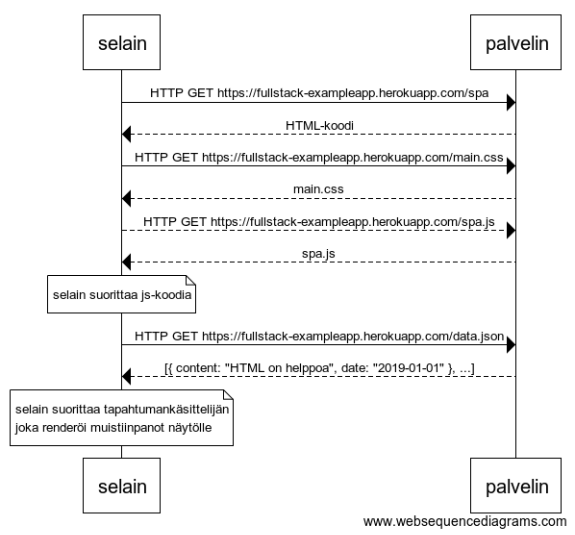 selain palvelin
HTTP GET https://fullstack-exampleapp.herokuapp.com/spa
HTML-koodi
HTTP GET https://fullstack-exampleapp.herokuapp.com/main.css
main.css
HTTP GET https://fullstack-exampleapp.herokuapp.com/spa.js
spa.js
selain suorittaa js-koodia
HTTP GET https://fullstack-exampleapp.herokuapp.com/data.json
[{ content: "HTML on helppoa", date: "2019-01-01" }, ...]
selain suorittaa tapahtumankäsittelijän
joka renderöi muistiinpanot näytölle
selain palvelin
www.websequencediagrams.com